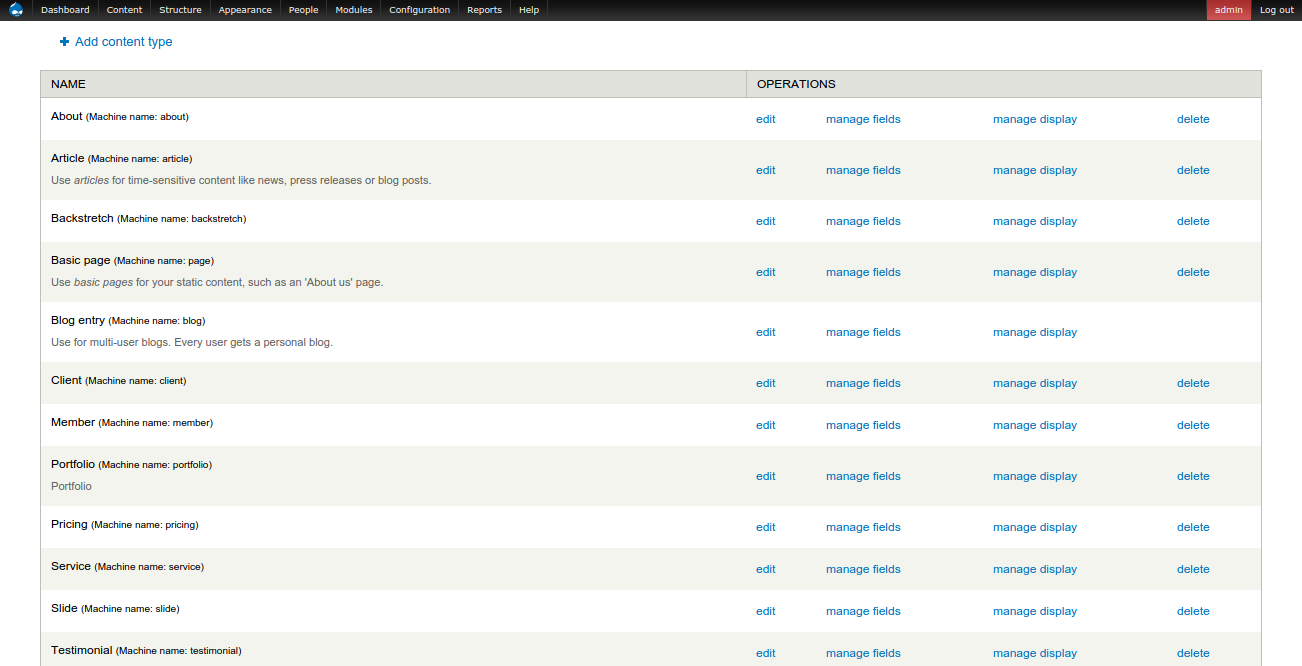 Dashboard Content Structure Appearance People Modules Configuration Reports Help admin Log out
Add content type
NAME OPERATIONS
About (Machine name: about) edit manage fields manage display delete
Article (Machine name: article)
Use articles for time-sensitive content like news, press releases or blog posts. edit manage fields manage display delete
Backstretch (Machine name: backstretch) edit manage fields manage display delete
Basic page (Machine name: page)
Use basic pages for your static content, such as an 'About us' page. edit manage fields manage display delete
Blog entry (Machine name: blog)
Use for multi-user blogs. Every user gets a personal blog. edit manage fields manage display
Client (Machine name: client) edit manage fields manage display delete
Member (Machine name: member) edit manage fields manage display delete
Portfolio (Machine name: portfolio)
Portfolio edit manage fields manage display delete
Pricing (Machine name: pricing) edit manage fields manage display delete
Service (Machine name: service) edit manage fields manage display delete
Slide (Machine name: slide) edit manage fields manage display delete
Testimonial (Machine name: testimonial) edit manage fields manage display delete